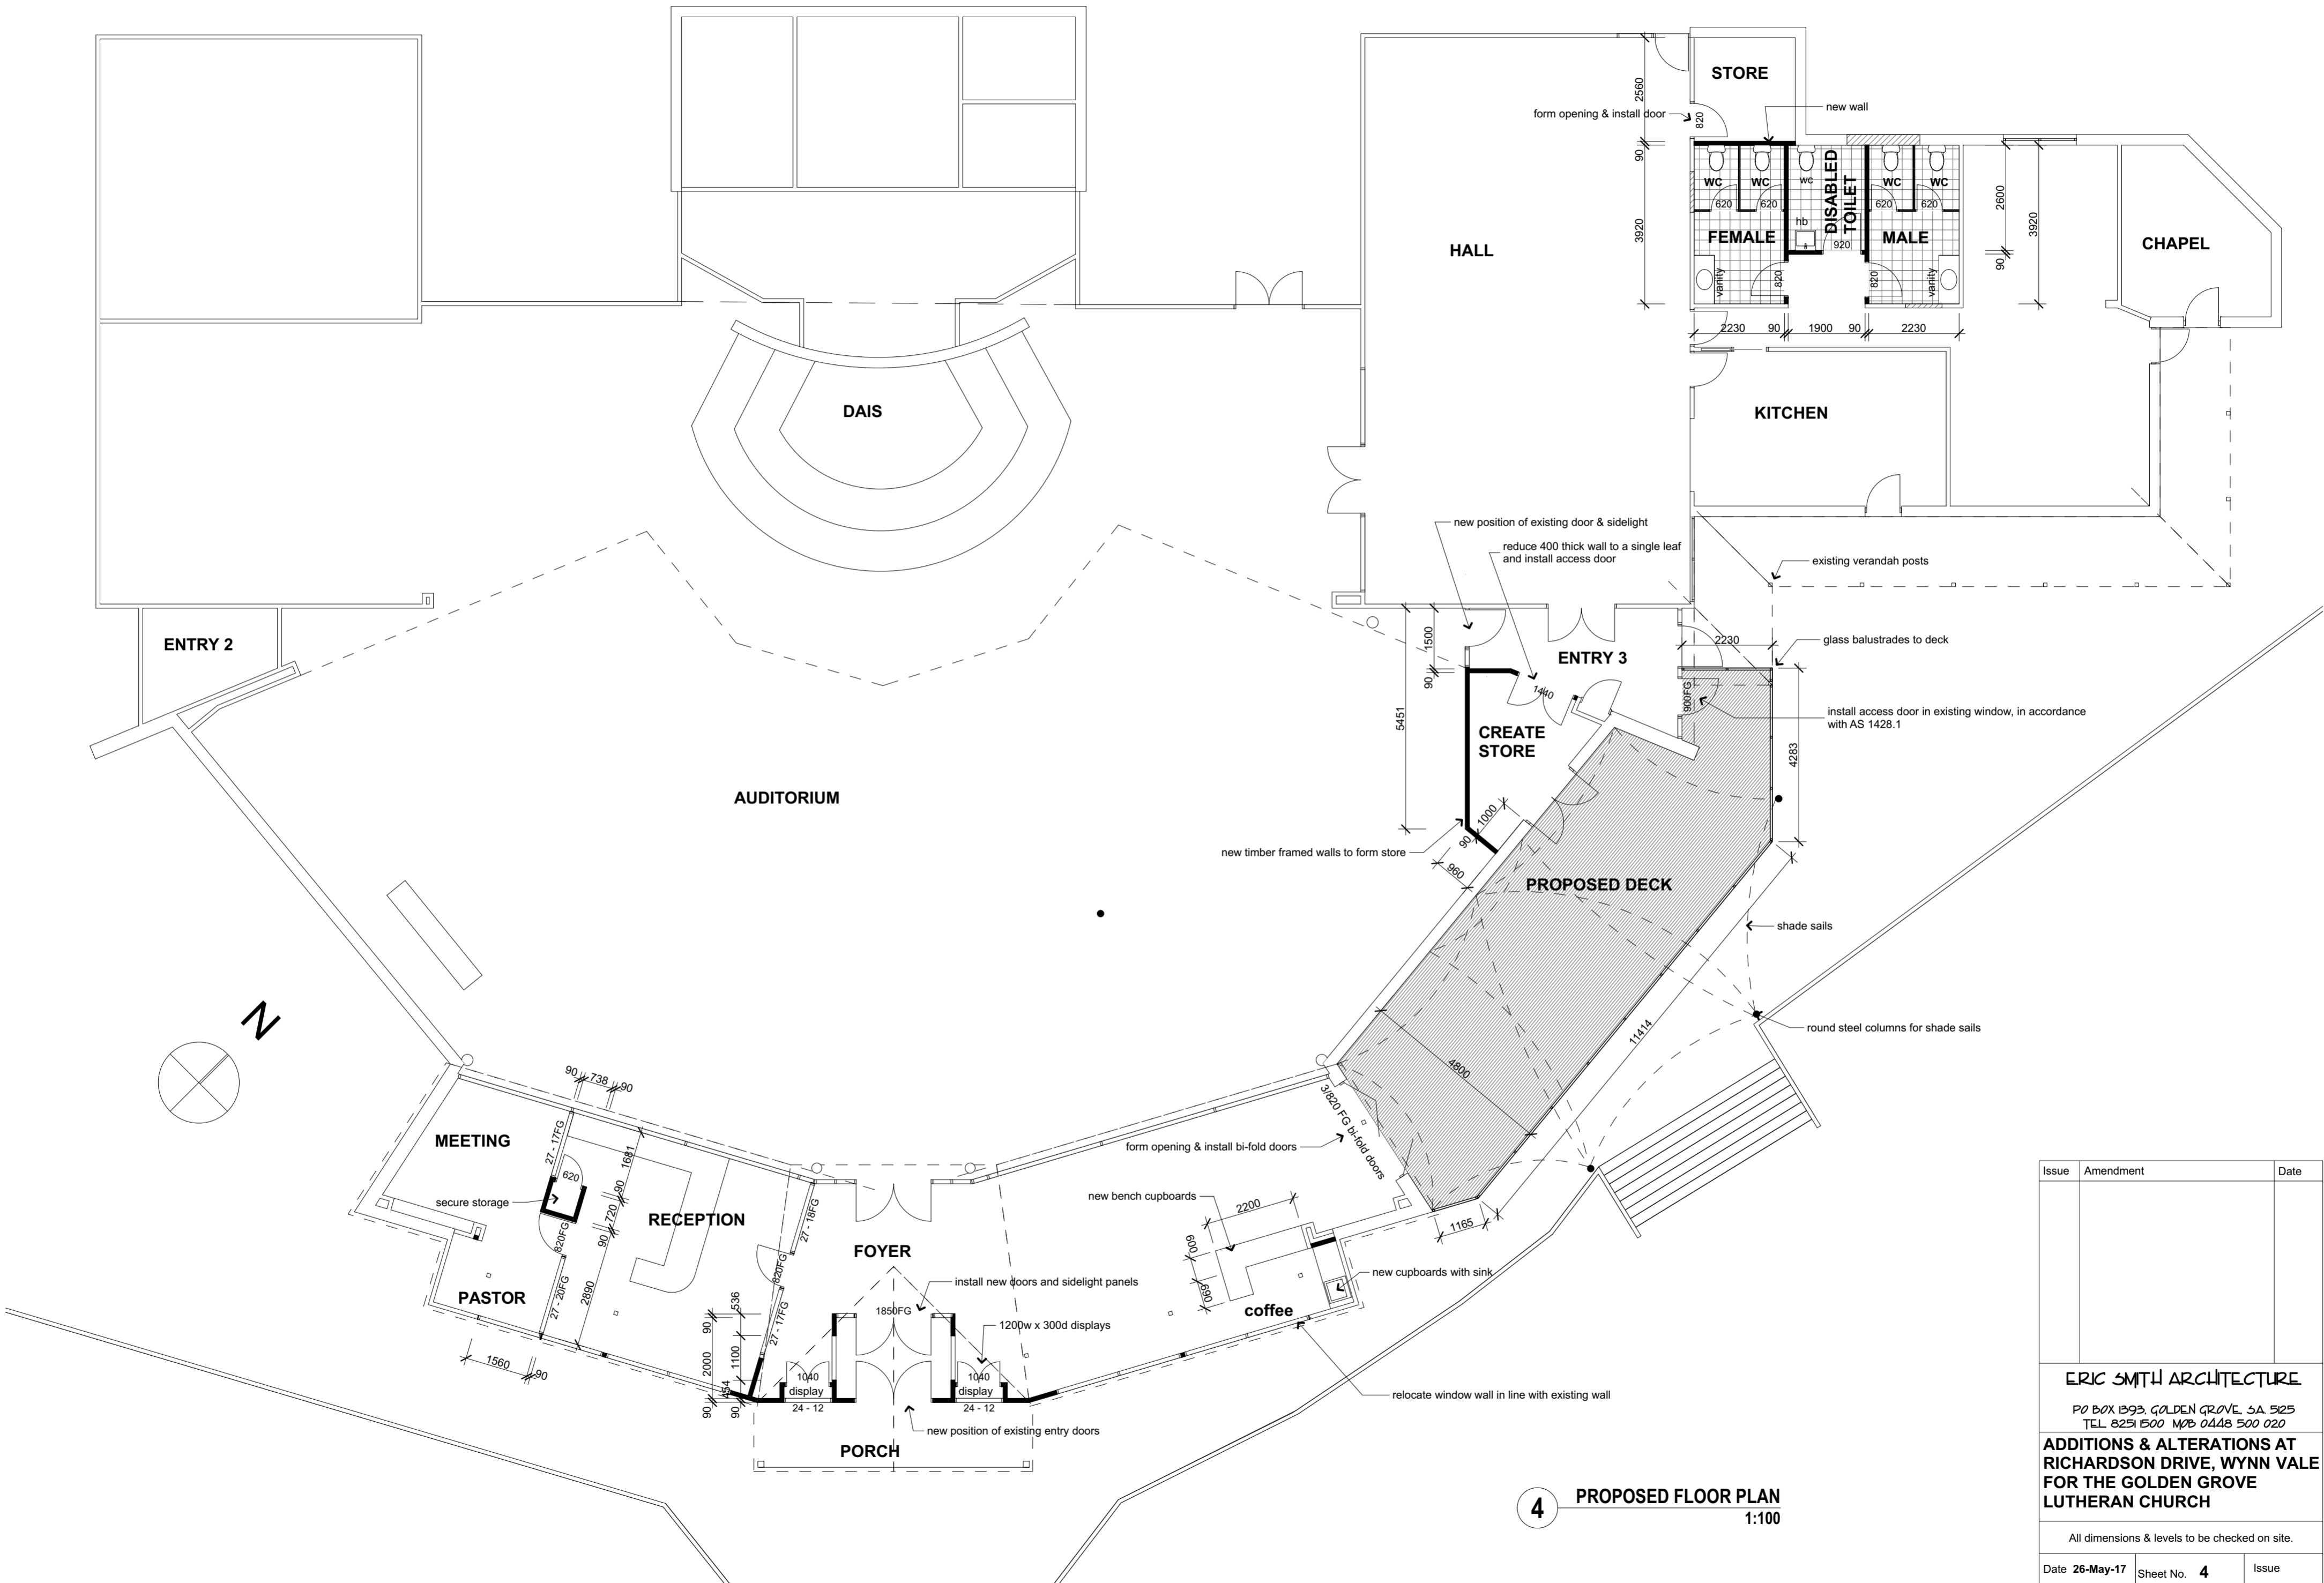 STORE
2560
form opening & install door
820
new wall
90
WC
WC
WC
WC
WC
620
620
620
620
DISABLED
TOILET
hb
920
FEMALE
MALE
3920
2600
3920
90
HALL
CHAPEL
vanity
820
820
vanity
2230
90
1900
90
2230
DAIS
KITCHEN
new position of existing door & sidelight
reduce 400 thick wall to a single leaf
and install access door
existing verandah posts
ENTRY 2
1500
90
ENTRY 3
2230
glass balustrades to deck
1440
900FG
install access door in existing window, in accordance
with AS 1428.1
5451
CREATE
STORE
4283
AUDITORIUM
1000
90
960
new timber framed walls to form store
PROPOSED DECK
shade sails
N
round steel columns for shade sails
11414
4800
90
738
90
MEETING
27 - 17FG
620
1681
90
720
90
secure storage
RECEPTION
820FG
27 - 20FG
2890
PASTOR
1560
90
27 - 18FG
820FG
27 - 17FG
FOYER
form opening & install bi-fold doors
3/820 FG bi-fold doors
new bench cupboards
2200
600
690
1165
install new doors and sidelight panels
new cupboards with sink
coffee
536
90
2000
1100
454
90
90
1850FG
1200w x 300d displays
1040
display
24 - 12
1040
display
24 - 12
relocate window wall in line with existing wall
new position of existing entry doors
PORCH
4
PROPOSED FLOOR PLAN
1:100
Issue Amendment Date
ERIC SMITH ARCHITECTURE
PO BOX 1393, GOLDEN GROVE, S.A. 5125
TEL 8251 1500 MOB 0448 500 020
ADDITIONS & ALTERATIONS AT
RICHARDSON DRIVE, WYNN VALE
FOR THE GOLDEN GROVE
LUTHERAN CHURCH
All dimensions & levels to be checked on site.
Date 26-May-17 Sheet No. 4 Issue